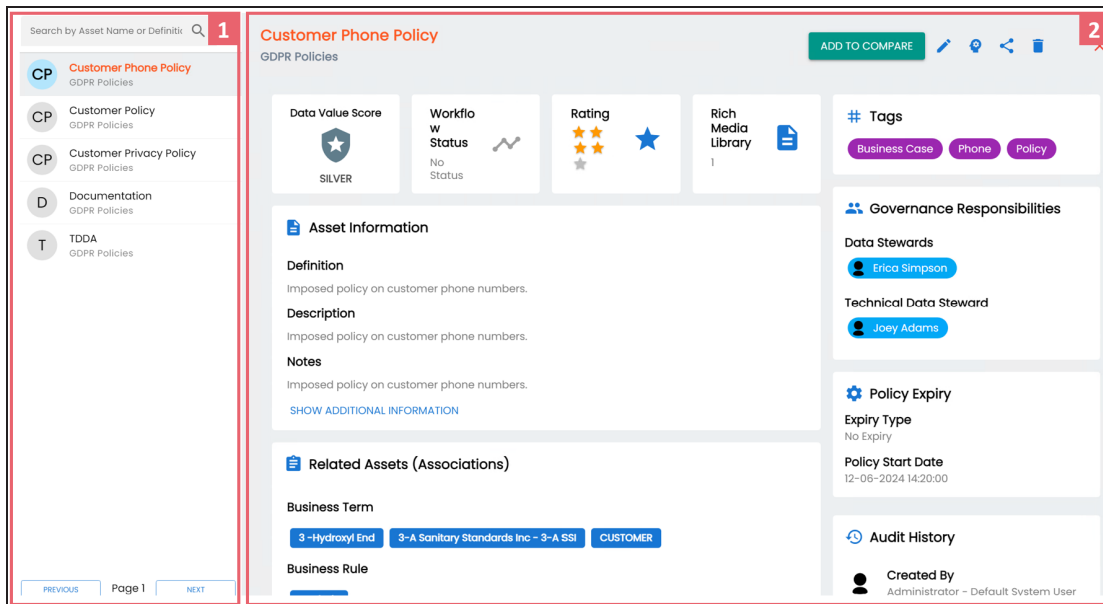 Search by Asset Name or Definitic
1
CP
Customer Phone Policy
GDPR Policies
CP
Customer Policy
GDPR Policies
CP
Customer Privacy Policy
GDPR Policies
D
Documentation
GDPR Policies
T
TDDA
GDPR Policies
PREVIOUS
Page 1
NEXT
2
Customer Phone Policy
GDPR Policies
ADD TO COMPARE
Data Value Score
SILVER
Workflo
w
Status
No
Status
Rating
Rich
Media
Library
1
Asset Information
Definition
Imposed policy on customer phone numbers.
Description
Imposed policy on customer phone numbers.
Notes
Imposed policy on customer phone numbers.
SHOW ADDITIONAL INFORMATION
Related Assets (Associations)
Business Term
3 -Hydroxyl End
3-A Sanitary Standards Inc - 3-A SSI
CUSTOMER
Business Rule
# Tags
Business Case
Phone
Policy
Governance Responsibilities
Data Stewards
Erica Simpson
Technical Data Steward
Joey Adams
Policy Expiry
Expiry Type
No Expiry
Policy Start Date
12-06-2024 14:20:00
Audit History
Created By
Administrator - Default System User